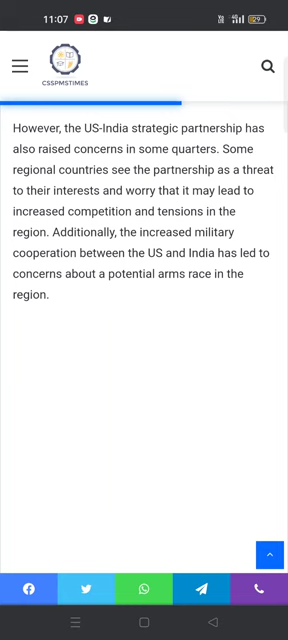 11:07
29
CSSPMSTIMES
However, the US-India strategic partnership has
also raised concerns in some quarters. Some
regional countries see the partnership as a threat
to their interests and worry that it may lead to
increased competition and tensions in the
region. Additionally, the increased military
cooperation between the US and India has led to
concerns about a potential arms race in the
region.